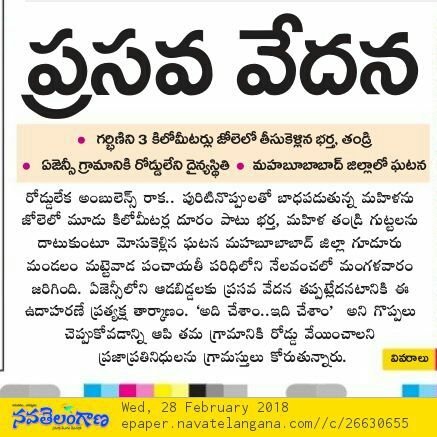 ప్రసవ వేదన
• గర్భిణిని 3 కిలోమీటర్లు జోలెలో తీసుకెళ్లిన భర్త, తండ్రి
• ఏజెన్సీ గ్రామానికి రోడ్డులేని దైన్యస్థితి • మహబూబాబాద్ జిల్లాలో ఘటన
రోడ్డులేక అంబులెన్స్ రాక.. పురిటినొప్పులతో బాధపడుతున్న మహిళను
జోలెలో మూడు కిలోమీటర్ల దూరం పాటు భర్త, మహిళ తండ్రి గుట్టలను
దాటుకుంటూ మోసుకెళ్లిన ఘటన మహబూబాబాద్ జిల్లా గూడూరు
మండలం మట్టెవాడ పంచాయతీ పరిధిలోని నేలవంచలో మంగళవారం
జరిగింది. ఏజెన్సీలోని ఆడబిడ్డలకు ప్రసవ వేదన తప్పట్లేదనటానికి ఈ
ఉదాహరణే ప్రత్యక్ష తార్కాణం. 'అది చేశాం..ఇది చేశాం' అని గొప్పలు
చెప్పుకోవడాన్ని ఆపి తమ గ్రామానికి రోడ్డు వేయించాలని
ప్రజాప్రతినిధులను గ్రామస్తులు కోరుతున్నారు.
వివరాలు
నవతెలంగాణ
Wed, 28 February 2018
epaper.navatelangana.com//c/26630655